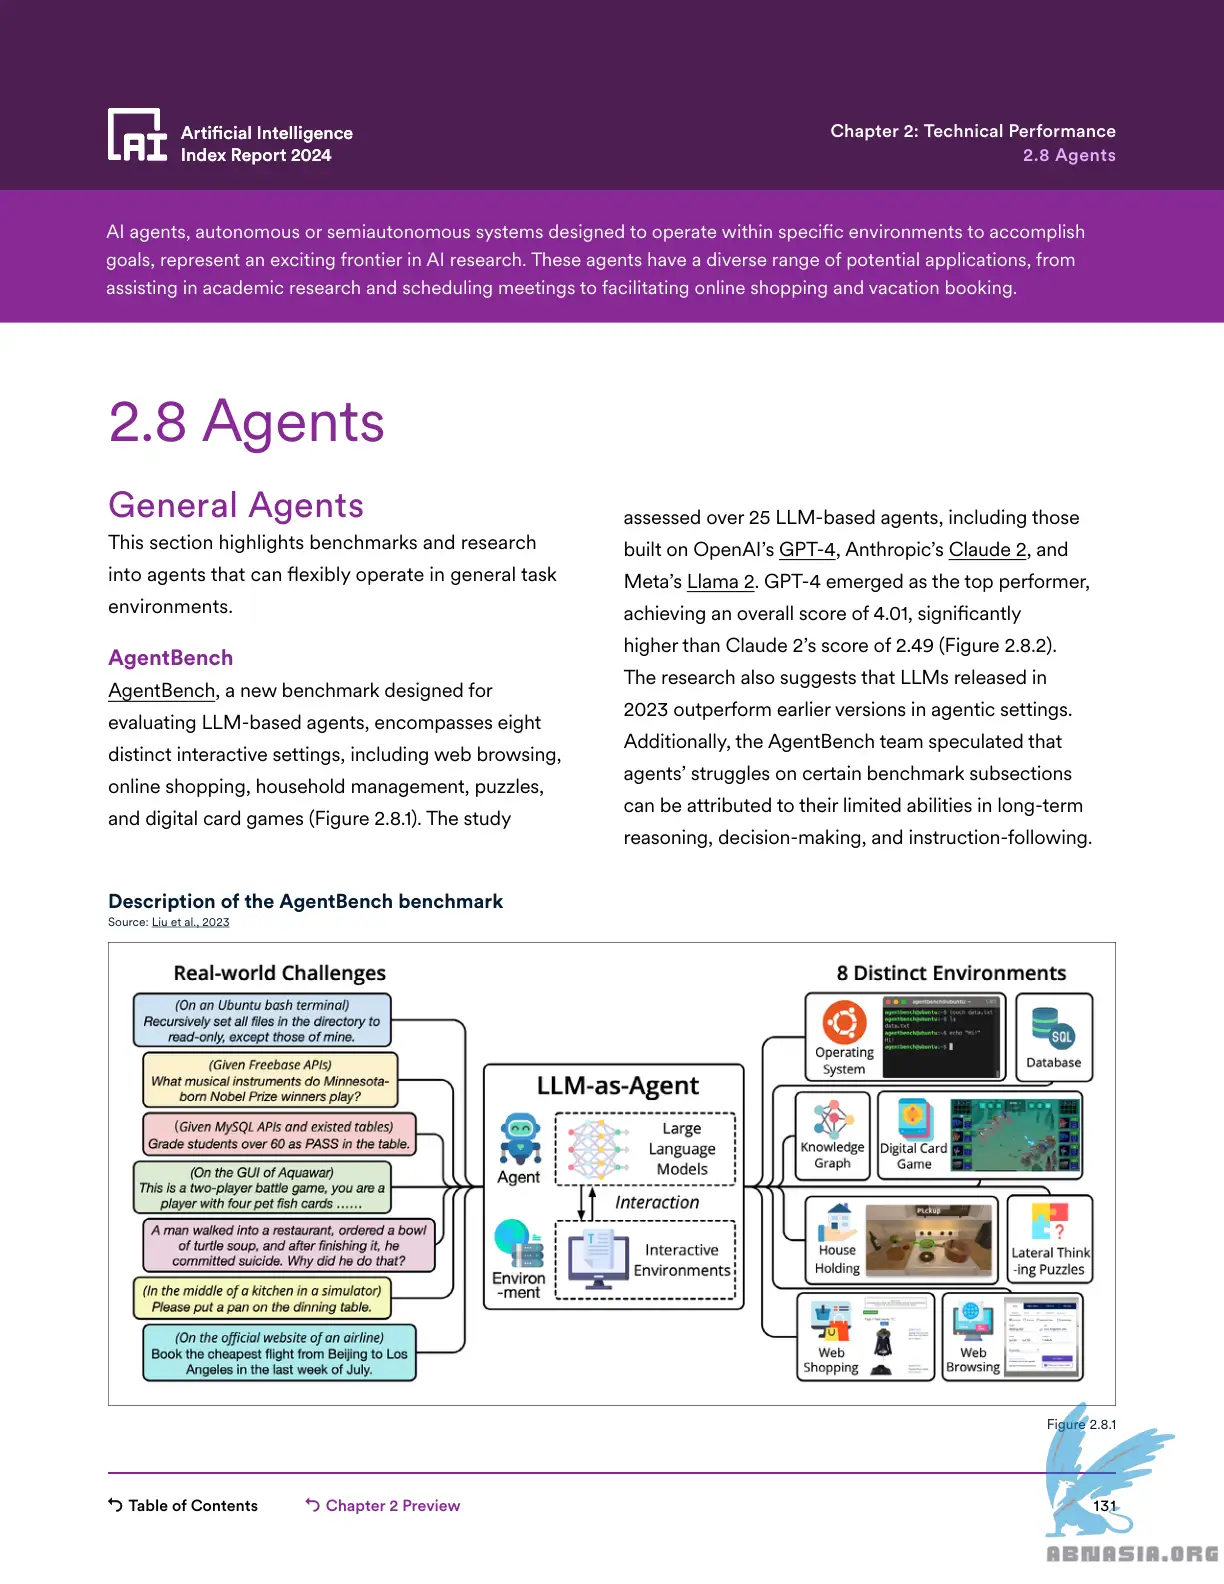 Artificial Intelligence
Index Report 2024
Chapter 2: Technical Performance
2.8 Agents
AI agents, autonomous or semiautonomous systems designed to operate within specific environments to accomplish
goals, represent an exciting frontier in AI research. These agents have a diverse range of potential applications, from
assisting in academic research and scheduling meetings to facilitating online shopping and vacation booking.
2.8 Agents
General Agents
This section highlights benchmarks and research
into agents that can flexibly operate in general task
environments.
AgentBench
AgentBench, a new benchmark designed for
evaluating LLM-based agents, encompasses eight
distinct interactive settings, including web browsing,
online shopping, household management, puzzles,
and digital card games (Figure 2.8.1). The study
assessed over 25 LLM-based agents, including those
built on OpenAI’s GPT-4, Anthropic’s Claude 2, and
Meta’s Llama 2. GPT-4 emerged as the top performer,
achieving an overall score of 4.01, significantly
higher than Claude 2’s score of 2.49 (Figure 2.8.2).
The research also suggests that LLMs released in
2023 outperform earlier versions in agentic settings.
Additionally, the AgentBench team speculated that
agents’ struggles on certain benchmark subsections
can be attributed to their limited abilities in long-term
reasoning, decision-making, and instruction-following.
Description of the AgentBench benchmark
Source: Liu et al., 2023
Real-world Challenges
(On an Ubuntu bash terminal)
Recursively set all files in the directory to
read-only, except those of mine.
(Given Freebase APIs)
What musical instruments do Minnesota-
born Nobel Prize winners play?
(Given MySQL APIs and existed tables)
Grade students over 60 as PASS in the table.
(On the GUI of Aquawar)
This is a two-player battle game, you are a
player with four pet fish cards ......
A man walked into a restaurant, ordered a bowl
of turtle soup, and after finishing it, he
committed suicide. Why did he do that?
(In the middle of a kitchen in a simulator)
Please put a pan on the dinning table.
(On the official website of an airline)
Book the cheapest flight from Beijing to Los
Angeles in the last week of July.
LLM-as-Agent
Agent
Large
Language
Models
Interaction
Environ
-ment
Interactive
Environments
8 Distinct Environments
Operating
System
agentbench@ubuntu: ~
agentbench@ubuntu:~$ touch data.txt
agentbench@ubuntu:~$ ls
data.txt
agentbench@ubuntu:~$ echo "Hi!"
Hi!
agentbench@ubuntu:~$
SQL
Database
Knowledge
Graph
Digital Card
Game
House
Holding
Pickup
Lateral Think
-ing Puzzles
Web
Shopping
Web
Browsing
Figure 2.8.1
Table of Contents
Chapter 2 Preview
131
ABNASIA.ORG